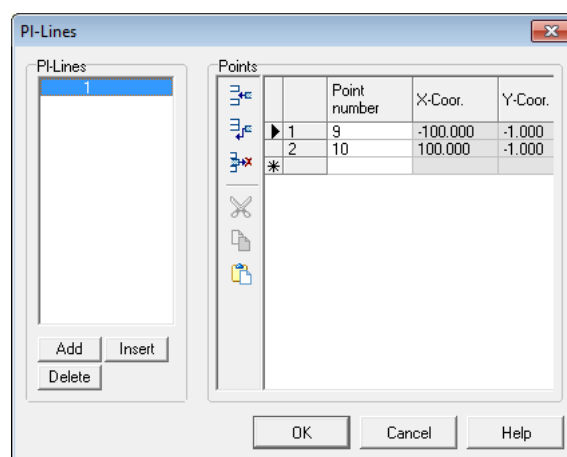 PI-Lines
PI-Lines
1
Add
Insert
Delete
Points
Point number
X-Coor.
Y-Coor.
1 9 -100.000 -1.000
2 10 100.000 -1.000
OK
Cancel
Help